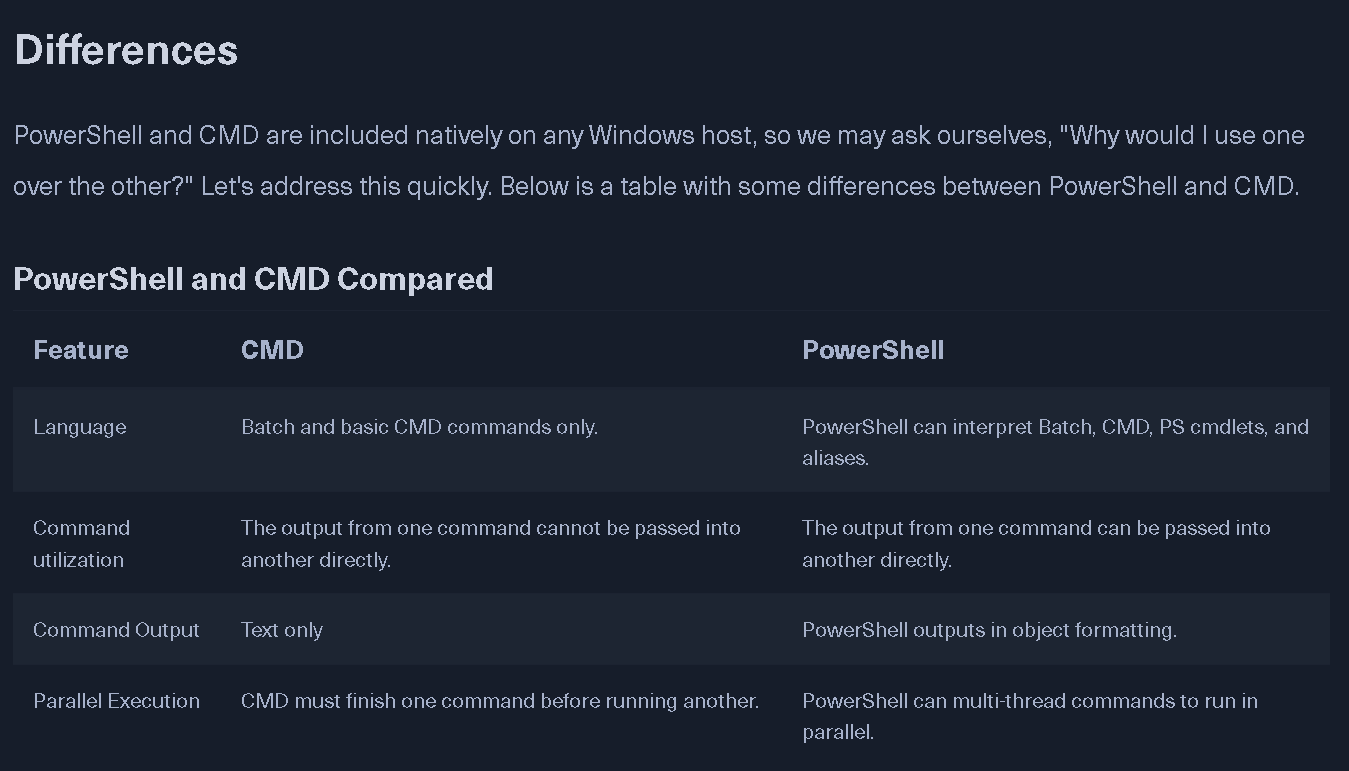 Differences
PowerShell and CMD are included natively on any Windows host, so we may ask ourselves, "Why would I use one
over the other?" Let's address this quickly. Below is a table with some differences between PowerShell and CMD.
PowerShell and CMD Compared
Feature CMD PowerShell
Language Batch and basic CMD commands only. PowerShell can interpret Batch, CMD, PS cmdlets, and
aliases.
Command The output from one command cannot be passed into The output from one command can be passed into
utilization another directly. another directly.
Command Output Text only PowerShell outputs in object formatting.
Parallel Execution CMD must finish one command before running another. PowerShell can multi-thread commands to run in
parallel.